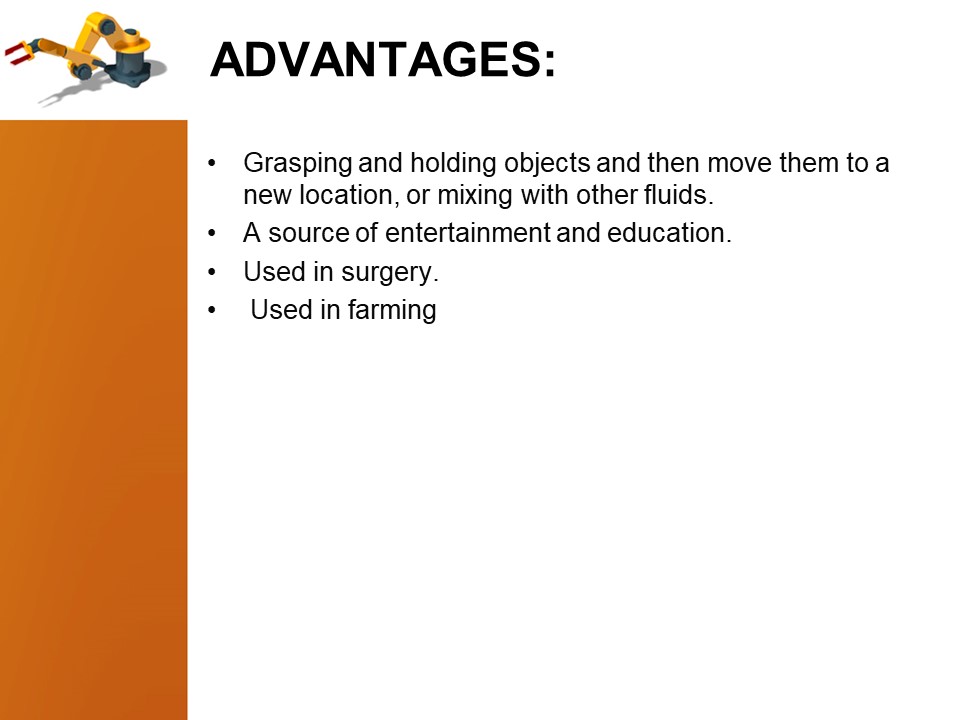 ADVANTAGES:
• Grasping and holding objects and then move them to a
new location, or mixing with other fluids.
• A source of entertainment and education.
• Used in surgery.
• Used in farming